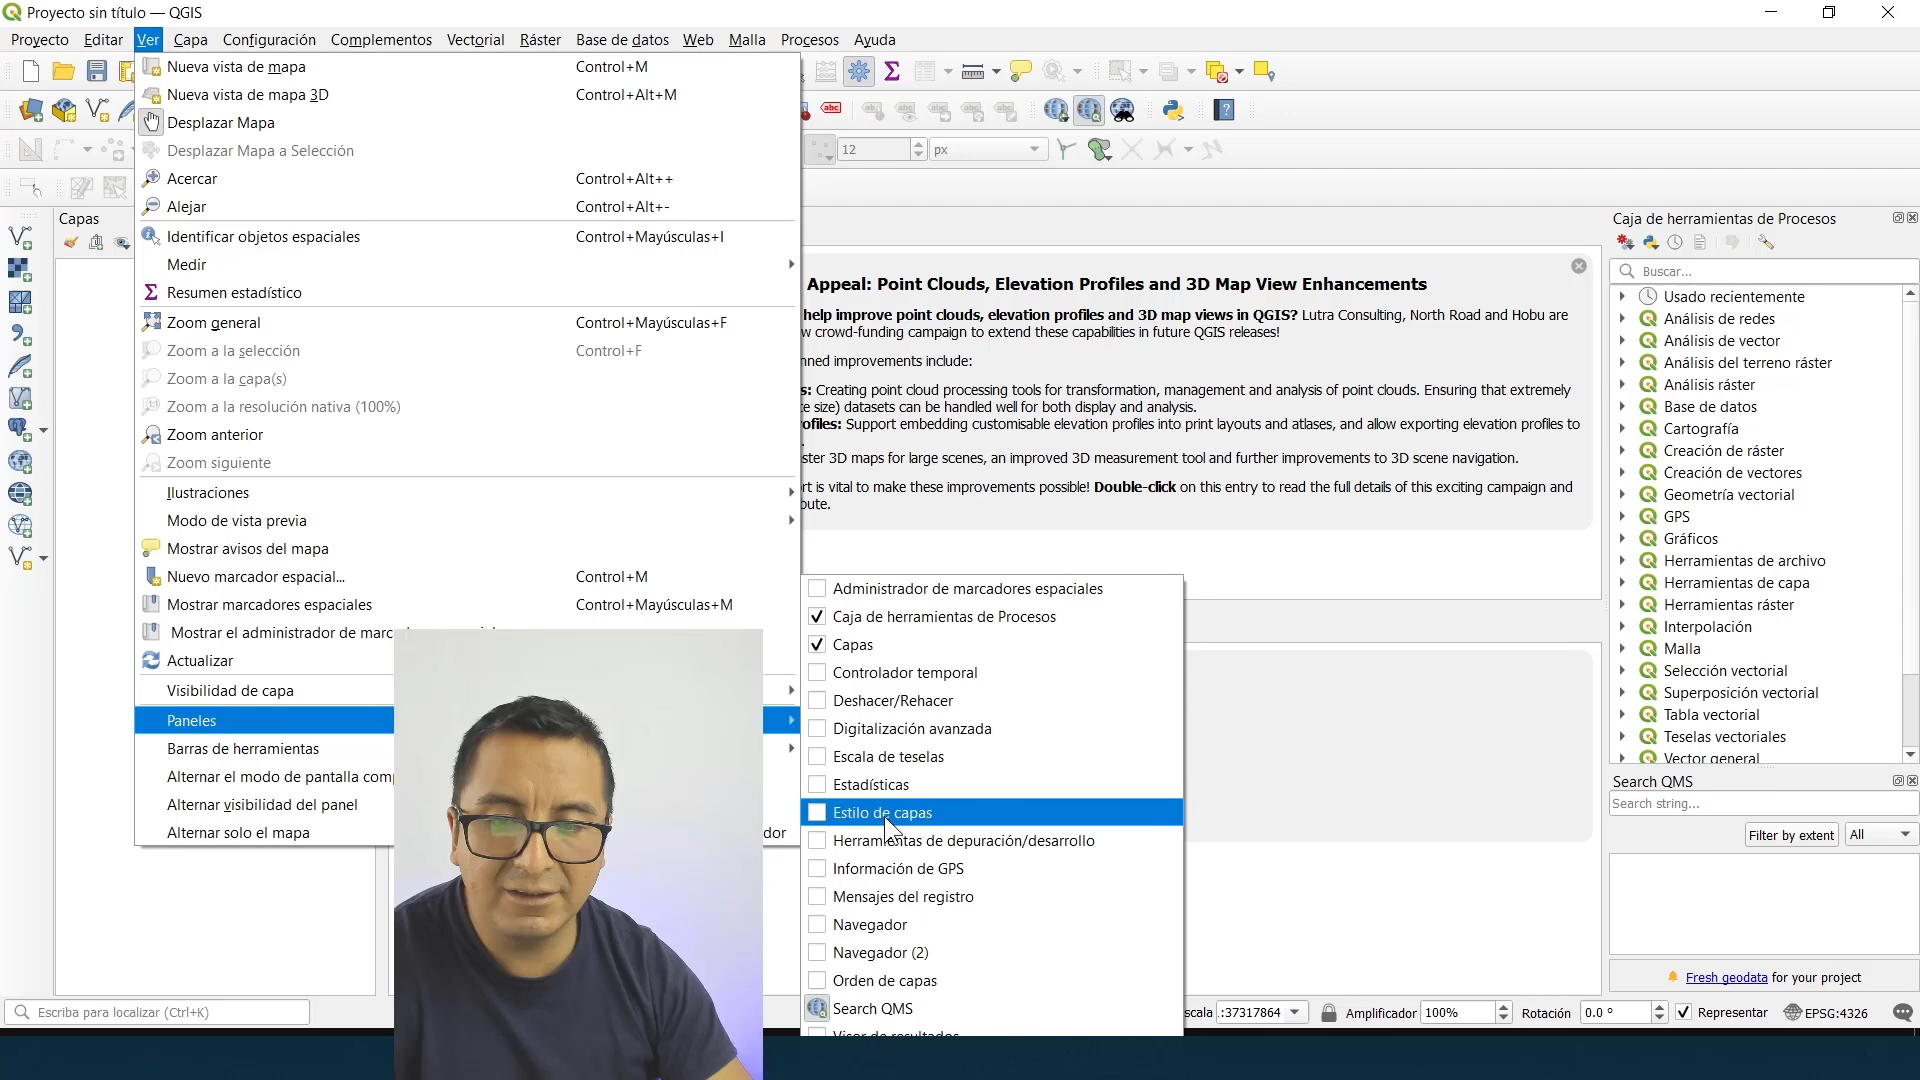 Proyecto sin título — QGIS
Proyecto Editar Ver Capa Configuración Complementos Vectorial Ráster Base de datos Web Malla Procesos Ayuda
Nueva vista de mapa Control+M
Nueva vista de mapa 3D Control+Alt+M
Desplazar Mapa
Desplazar Mapa a Selección
Acercar Control+Alt++
Alejar Control+Alt+-
Identificar objetos espaciales Control+Mayúsculas+I
Medir
Resumen estadístico
Zoom general Control+Mayúsculas+F
Zoom a la selección Control+F
Zoom a la capa(s)
Zoom a la resolución nativa (100%)
Zoom anterior
Zoom siguiente
Ilustraciones
Modo de vista previa
Mostrar avisos del mapa
Nuevo marcador espacial... Control+M
Mostrar marcadores espaciales Control+Mayúsculas+M
Mostrar el administrador de
Actualizar
Visibilidad de capa
Paneles
Barras de herramientas
Alternar el modo de pantalla
Alternar visibilidad del panel
Alternar solo el mapa
abc
abc
12 px
Capas
Appeal: Point Clouds, Elevation Profiles and 3D Map View Enhancements
help improve point clouds, elevation profiles and 3D map views in QGIS? Lutra Consulting, North Road and Hobu are
crowd-funding campaign to extend these capabilities in future QGIS releases!
improvements include:
Creating point cloud processing tools for transformation, management and analysis of point clouds. Ensuring that extremely
size) datasets can be handled well for both display and analysis.
Support embedding customisable elevation profiles into print layouts and atlases, and allow exporting elevation profiles to
3D maps for large scenes, an improved 3D measurement tool and further improvements to 3D scene navigation.
is vital to make these improvements possible! Double-click on this entry to read the full details of this exciting campaign and
Administrador de marcadores espaciales
Caja de herramientas de Procesos
Capas
Controlador temporal
Deshacer/Rehacer
Digitalización avanzada
Escala de teselas
Estadísticas
Estilo de capas
Herramientas de depuración/desarrollo
Información de GPS
Mensajes del registro
Navegador
Navegador (2)
Orden de capas
Search QMS
Visor de resultados
Caja de herramientas de Procesos
Buscar...
Usado recientemente
Análisis de redes
Análisis de vector
Análisis del terreno ráster
Análisis ráster
Base de datos
Cartografía
Creación de ráster
Creación de vectores
Geometría vectorial
GPS
Gráficos
Herramientas de archivo
Herramientas de capa
Herramientas ráster
Interpolación
Malla
Selección vectorial
Superposición vectorial
Tabla vectorial
Teselas vectoriales
Vector general
Search QMS
Search string...
Filter by extent All
Fresh geodata for your project
Escriba para localizar (Ctrl+K)
:37317864 Amplificador 100% Rotación 0.0 ° Representar EPSG:4326